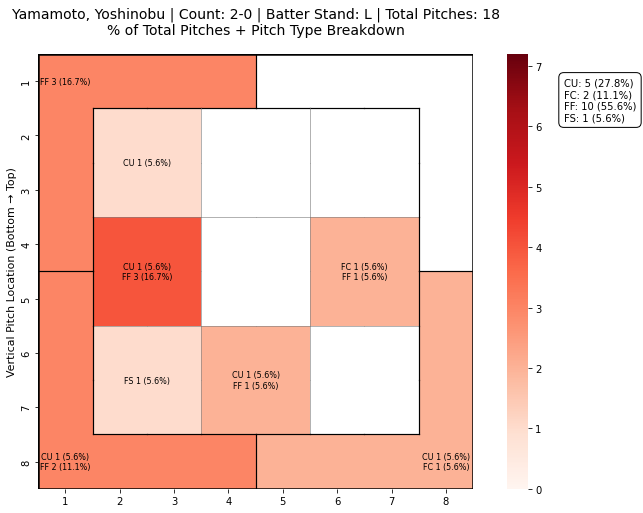 Yamamoto, Yoshinobu | Count: 2-0 | Batter Stand: L | Total Pitches: 18
% of Total Pitches + Pitch Type Breakdown
Vertical Pitch Location (Bottom → Top)
1
2
3
4
5
6
7
8
FF 3 (16.7%)
CU 1 (5.6%)
CU 1 (5.6%)
FF 3 (16.7%)
FC 1 (5.6%)
FF 1 (5.6%)
FS 1 (5.6%)
CU 1 (5.6%)
FF 1 (5.6%)
CU 1 (5.6%)
FF 2 (11.1%)
CU 1 (5.6%)
FC 1 (5.6%)
1 2 3 4 5 6 7 8
7
6
5
4
3
2
1
0
CU: 5 (27.8%)
FC: 2 (11.1%)
FF: 10 (55.6%)
FS: 1 (5.6%)